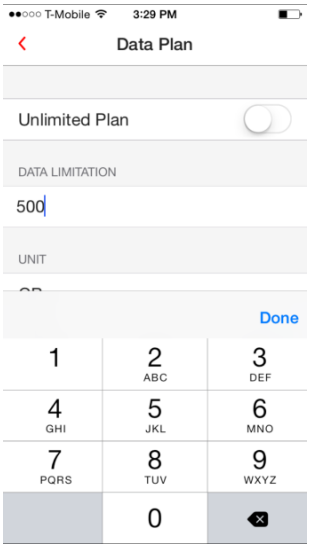 T-Mobile 3:29 PM
Data Plan
Unlimited Plan
DATA LIMITATION
500
UNIT
Done
1 2 3
ABC DEF
4 5 6
GHI JKL MNO
7 8 9
PQRS TUV WXYZ
0